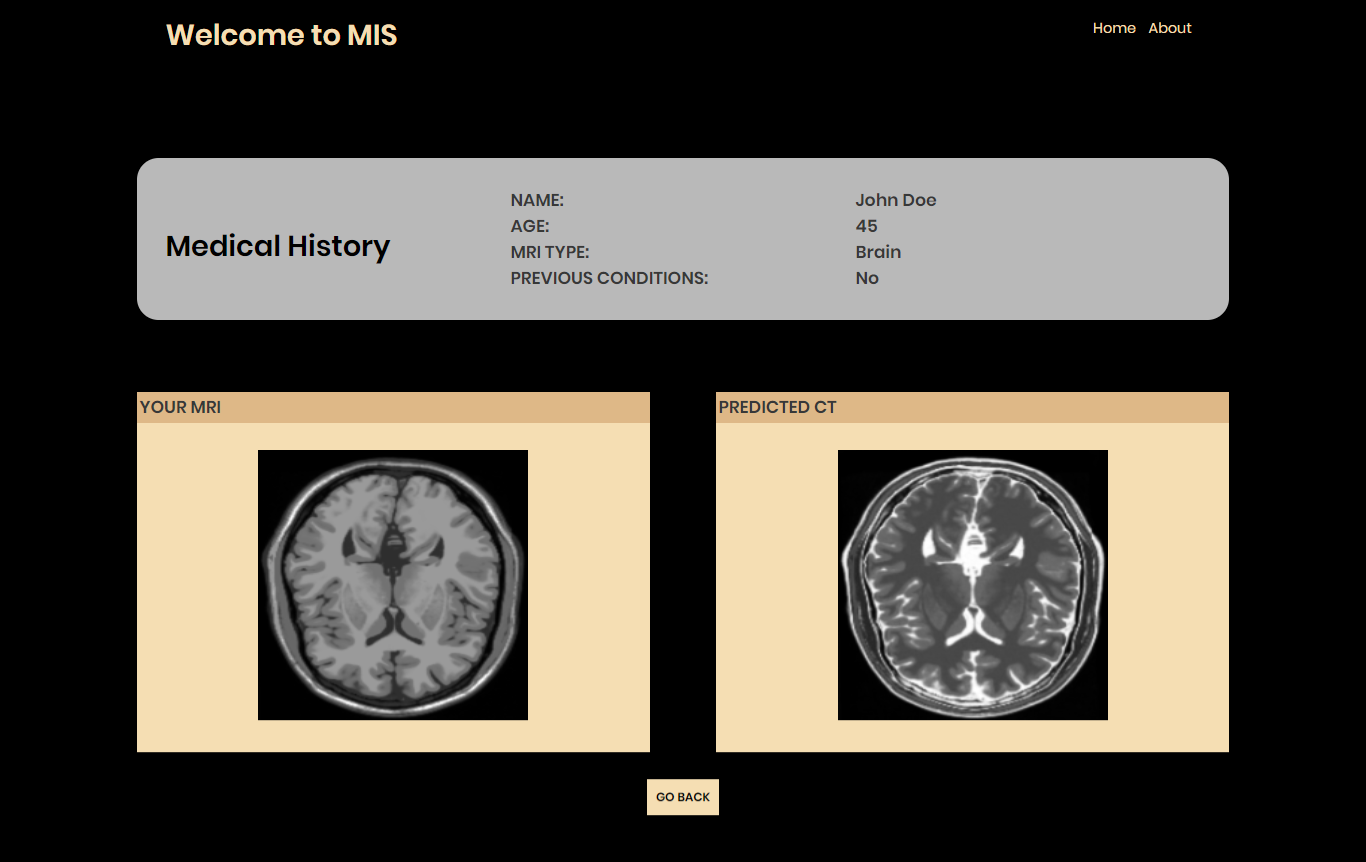 Welcome to MIS
Home About
Medical History
NAME: John Doe
AGE: 45
MRI TYPE: Brain
PREVIOUS CONDITIONS: No
YOUR MRI
PREDICTED CT
GO BACK